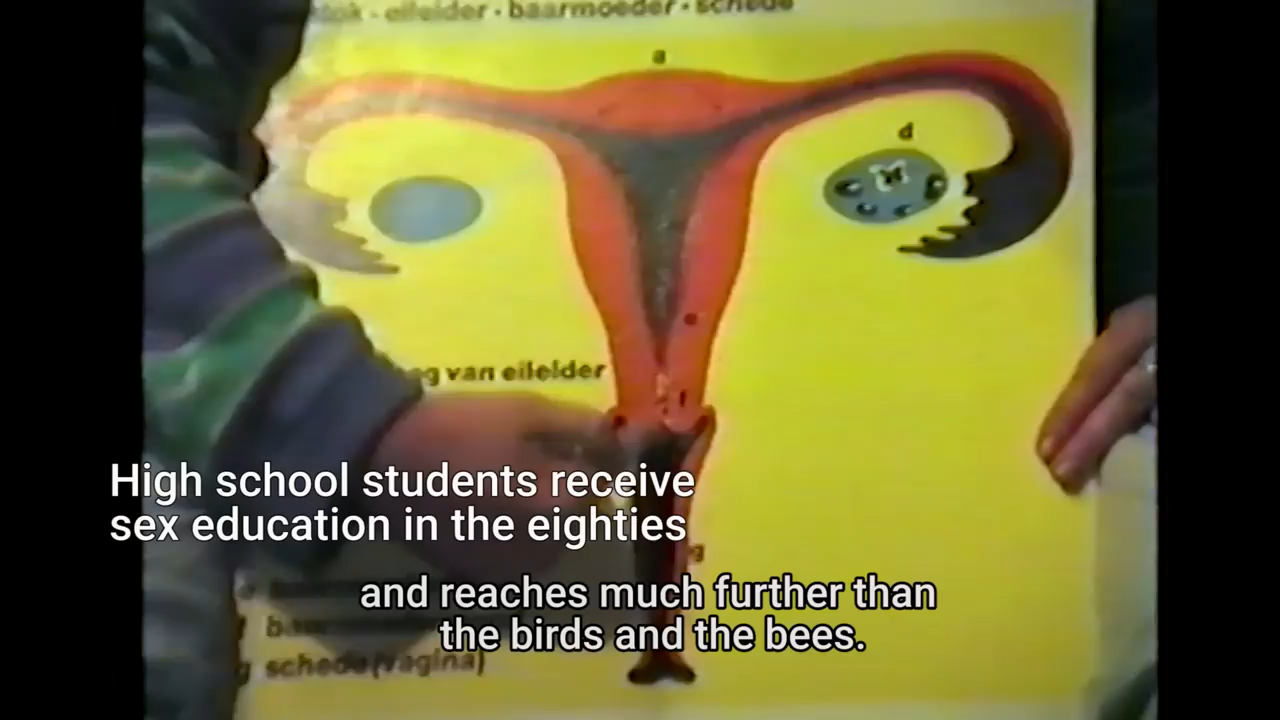 eileider - baarmoeder - schede
a
d
e
van eileider
f
High school students receive
sex education in the eighties
g
and reaches much further than
the birds and the bees.
g schede (vagina)